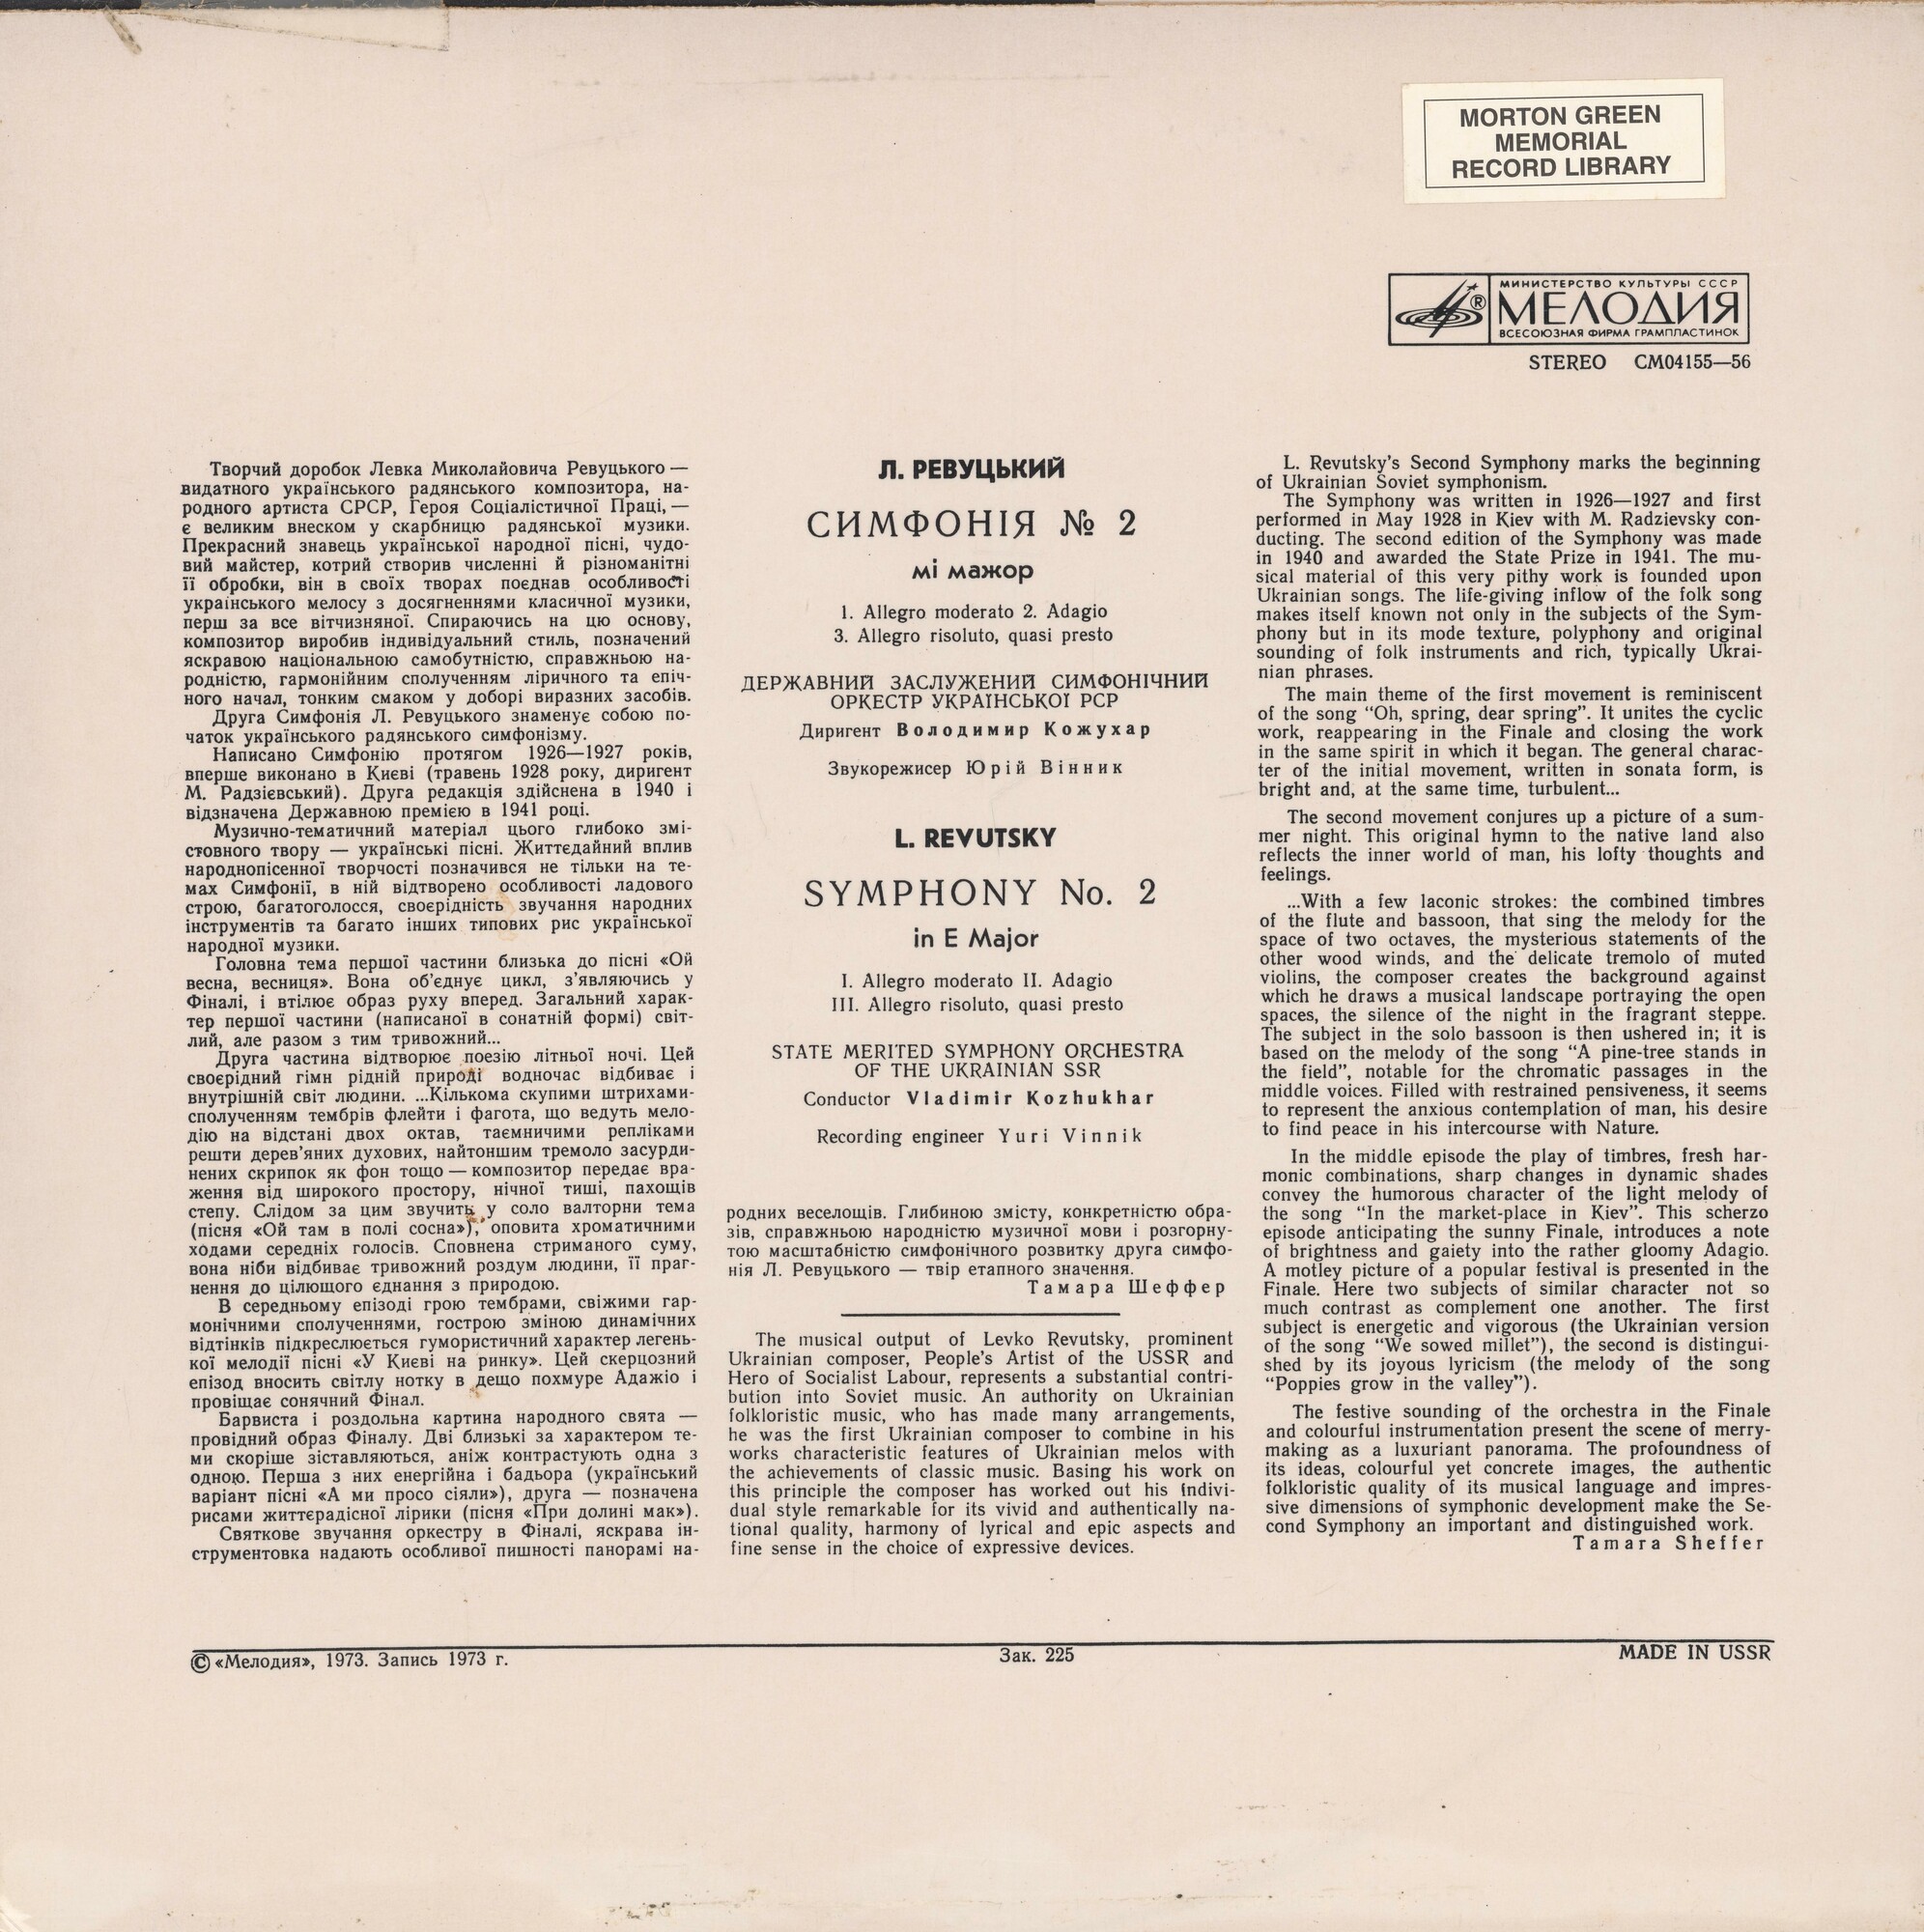 MORTON GREEN
MEMORIAL
RECORD LIBRARY
МИНИСТЕРСТВО КУЛЬТУРЫ СССР
МЕЛОДИЯ
ВСЕСОЮЗНАЯ ФИРМА ГРАМПЛАСТИНОК
STEREO CM04155—56
Творчий доробок Левка Миколайовича Ревуцького —
видатного українського радянського композитора, на-
родного артиста СРСР, Героя Соціалістичної Праці, —
є великим внеском у скарбницю радянської музики.
Прекрасний знавець української народної пісні, чудо-
вий майстер, котрий створив численні й різноманітні
її обробки, він в своїх творах поєднав особливості
українського мелосу з досягненнями класичної музики,
перш за все вітчизняної. Спираючись на цю основу,
композитор виробив індивідуальний стиль, позначений
яскравою національною самобутністю, справжньою на-
родністю, гармонійним сполученням ліричного та епіч-
ного начал, тонким смаком у доборі виразних засобів.
Друга Симфонія Л. Ревуцького знаменує собою по-
чаток українського радянського симфонізму.
Написано Симфонію протягом 1926—1927 років,
вперше виконано в Києві (травень 1928 року, диригент
М. Радзієвський). Друга редакція здійснена в 1940 і
відзначена Державною премією в 1941 році.
Музично-тематичний матеріал цього глибоко змі-
стовного твору — українські пісні. Життєдайний вплив
народнопісенної творчості позначився не тільки на те-
мах Симфонії, в ній відтворено особливості ладового
строю, багатоголосся, своєрідність звучання народних
інструментів та багато інших типових рис української
народної музики.
Головна тема першої частини близька до пісні «Ой
весна, весниця». Вона об'єднує цикл, з'являючись у
Фіналі, і втілює образ руху вперед. Загальний харак-
тер першої частини (написаної в сонатній формі) світ-
лий, але разом з тим тривожний...
Друга частина відтворює поезію літньої ночі. Цей
своєрідний гімн рідній природі водночас відбиває і
внутрішній світ людини. ...Кількома скупими штрихами-
сполученням тембрів флейти і фагота, що ведуть мело-
дію на відстані двох октав, таємничими репліками
решти дерев'яних духових, найтоншим тремоло засурди-
нених скрипок як фон тощо — композитор передає вра-
ження від широкого простору, нічної тиші, пахощів
степу. Слідом за цим звучить у соло валторни тема
(пісня «Ой там в полі сосна»), оповита хроматичними
ходами середніх голосів. Сповнена стриманого суму,
вона ніби відбиває тривожний роздум людини, її праг-
нення до цілющого єднання з природою.
В середньому епізоді грою тембрами, свіжими гар-
монічними сполученнями, гострою зміною динамічних
відтінків підкреслюється гумористичний характер легень-
кої мелодії пісні «У Києві на ринку». Цей скерцозний
епізод вносить світлу нотку в дещо похмуре Адажіо і
провіщає сонячний Фінал.
Барвиста і роздольна картина народного свята —
провідний образ Фіналу. Дві близькі за характером те-
ми скоріше зіставляються, аніж контрастують одна з
одною. Перша з них енергійна і бадьора (український
варіант пісні «А ми просо сіяли»), друга — позначена
рисами життєрадісної лірики (пісня «При долині мак»).
Святкове звучання оркестру в Фіналі, яскрава ін-
струментовка надають особливої пишності панорамі на-
Л. РЕВУЦЬКИЙ
СИМФОНІЯ № 2
мі мажор
1. Allegro moderato 2. Adagio
3. Allegro risoluto, quasi presto
ДЕРЖАВНИЙ ЗАСЛУЖЕНИЙ СИМФОНІЧНИЙ
ОРКЕСТР УКРАЇНСЬКОЇ РСР
Диригент Володимир Кожухар
Звукорежисер Юрій Вінник
L. REVUTSKY
SYMPHONY No. 2
in E Major
I. Allegro moderato II. Adagio
III. Allegro risoluto, quasi presto
STATE MERITED SYMPHONY ORCHESTRA
OF THE UKRAINIAN SSR
Conductor Vladimir Kozhukhar
Recording engineer Yuri Vinnik
родних веселощів. Глибиною змісту, конкретністю обра-
зів, справжньою народністю музичної мови і розгорну-
тою масштабністю симфонічного розвитку друга симфо-
нія Л. Ревуцького — твір етапного значення.
Тамара Шеффер
The musical output of Levko Revutsky, prominent
Ukrainian composer, People's Artist of the USSR and
Hero of Socialist Labour, represents a substantial contri-
bution into Soviet music. An authority on Ukrainian
folkloristic music, who has made many arrangements,
he was the first Ukrainian composer to combine in his
works characteristic features of Ukrainian melos with
the achievements of classic music. Basing his work on
this principle the composer has worked out his indivi-
dual style remarkable for its vivid and authentically na-
tional quality, harmony of lyrical and epic aspects and
fine sense in the choice of expressive devices.
L. Revutsky's Second Symphony marks the beginning
of Ukrainian Soviet symphonism.
The Symphony was written in 1926—1927 and first
performed in May 1928 in Kiev with M. Radzievsky con-
ducting. The second edition of the Symphony was made
in 1940 and awarded the State Prize in 1941. The mu-
sical material of this very pithy work is founded upon
Ukrainian songs. The life-giving inflow of the folk song
makes itself known not only in the subjects of the Sym-
phony but in its mode texture, polyphony and original
sounding of folk instruments and rich, typically Ukrai-
nian phrases.
The main theme of the first movement is reminiscent
of the song “Oh, spring, dear spring”. It unites the cyclic
work, reappearing in the Finale and closing the work
in the same spirit in which it began. The general charac-
ter of the initial movement, written in sonata form, is
bright and, at the same time, turbulent...
The second movement conjures up a picture of a sum-
mer night. This original hymn to the native land also
reflects the inner world of man, his lofty thoughts and
feelings.
...With a few laconic strokes: the combined timbres
of the flute and bassoon, that sing the melody for the
space of two octaves, the mysterious statements of the
other wood winds, and the delicate tremolo of muted
violins, the composer creates the background against
which he draws a musical landscape portraying the open
spaces, the silence of the night in the fragrant steppe.
The subject in the solo bassoon is then ushered in; it is
based on the melody of the song “A pine-tree stands in
the field”, notable for the chromatic passages in the
middle voices. Filled with restrained pensiveness, it seems
to represent the anxious contemplation of man, his desire
to find peace in his intercourse with Nature.
In the middle episode the play of timbres, fresh har-
monic combinations, sharp changes in dynamic shades
convey the humorous character of the light melody of
the song “In the market-place in Kiev”. This scherzo
episode anticipating the sunny Finale, introduces a note
of brightness and gaiety into the rather gloomy Adagio.
A motley picture of a popular festival is presented in the
Finale. Here two subjects of similar character not so
much contrast as complement one another. The first
subject is energetic and vigorous (the Ukrainian version
of the song “We sowed millet”), the second is distingui-
shed by its joyous lyricism (the melody of the song
“Poppies grow in the valley”).
The festive sounding of the orchestra in the Finale
and colourful instrumentation present the scene of merry-
making as a luxuriant panorama. The profoundness of
its ideas, colourful yet concrete images, the authentic
folkloristic quality of its musical language and impres-
sive dimensions of symphonic development make the Se-
cond Symphony an important and distinguished work.
Tamara Sheffer
© «Мелодия», 1973. Запись 1973 г.
Зак. 225
MADE IN USSR